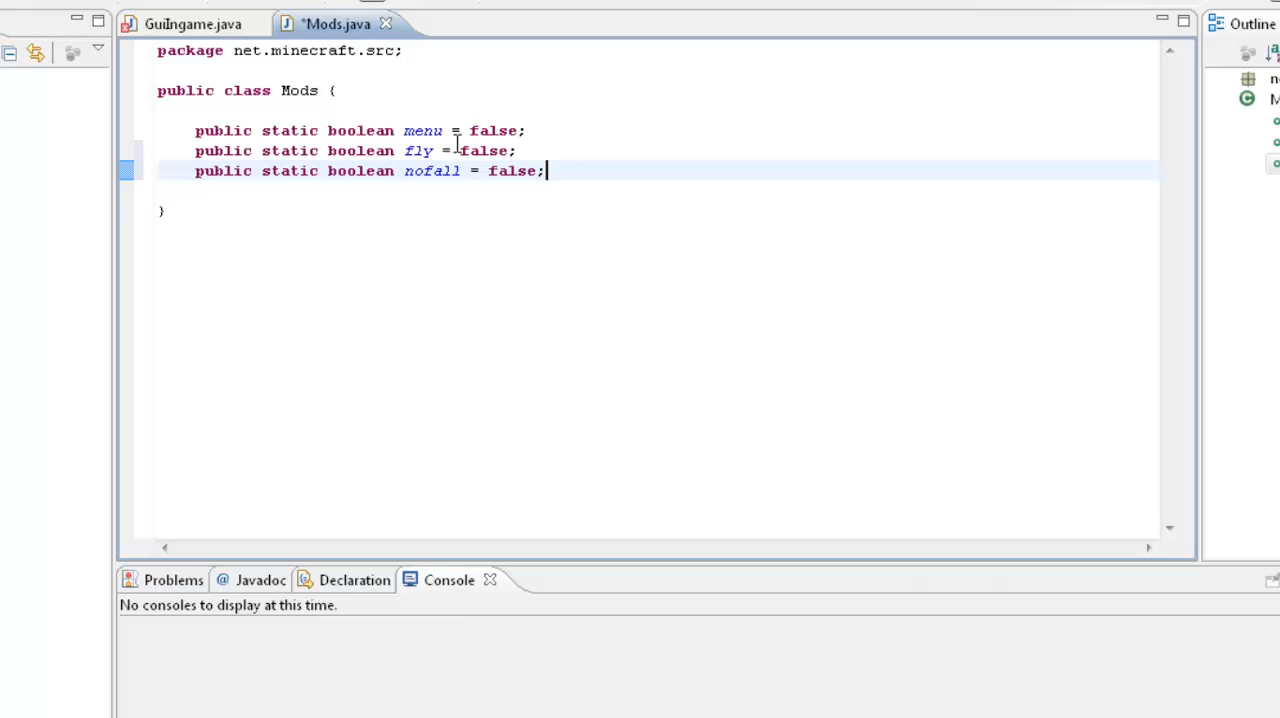 GuiIngame.java
*Mods.java
Outline
package net.minecraft.src;
public class Mods {
public static boolean menu = false;
public static boolean fly = false;
public static boolean nofall = false;
}
Problems
@ Javadoc
Declaration
Console
No consoles to display at this time.